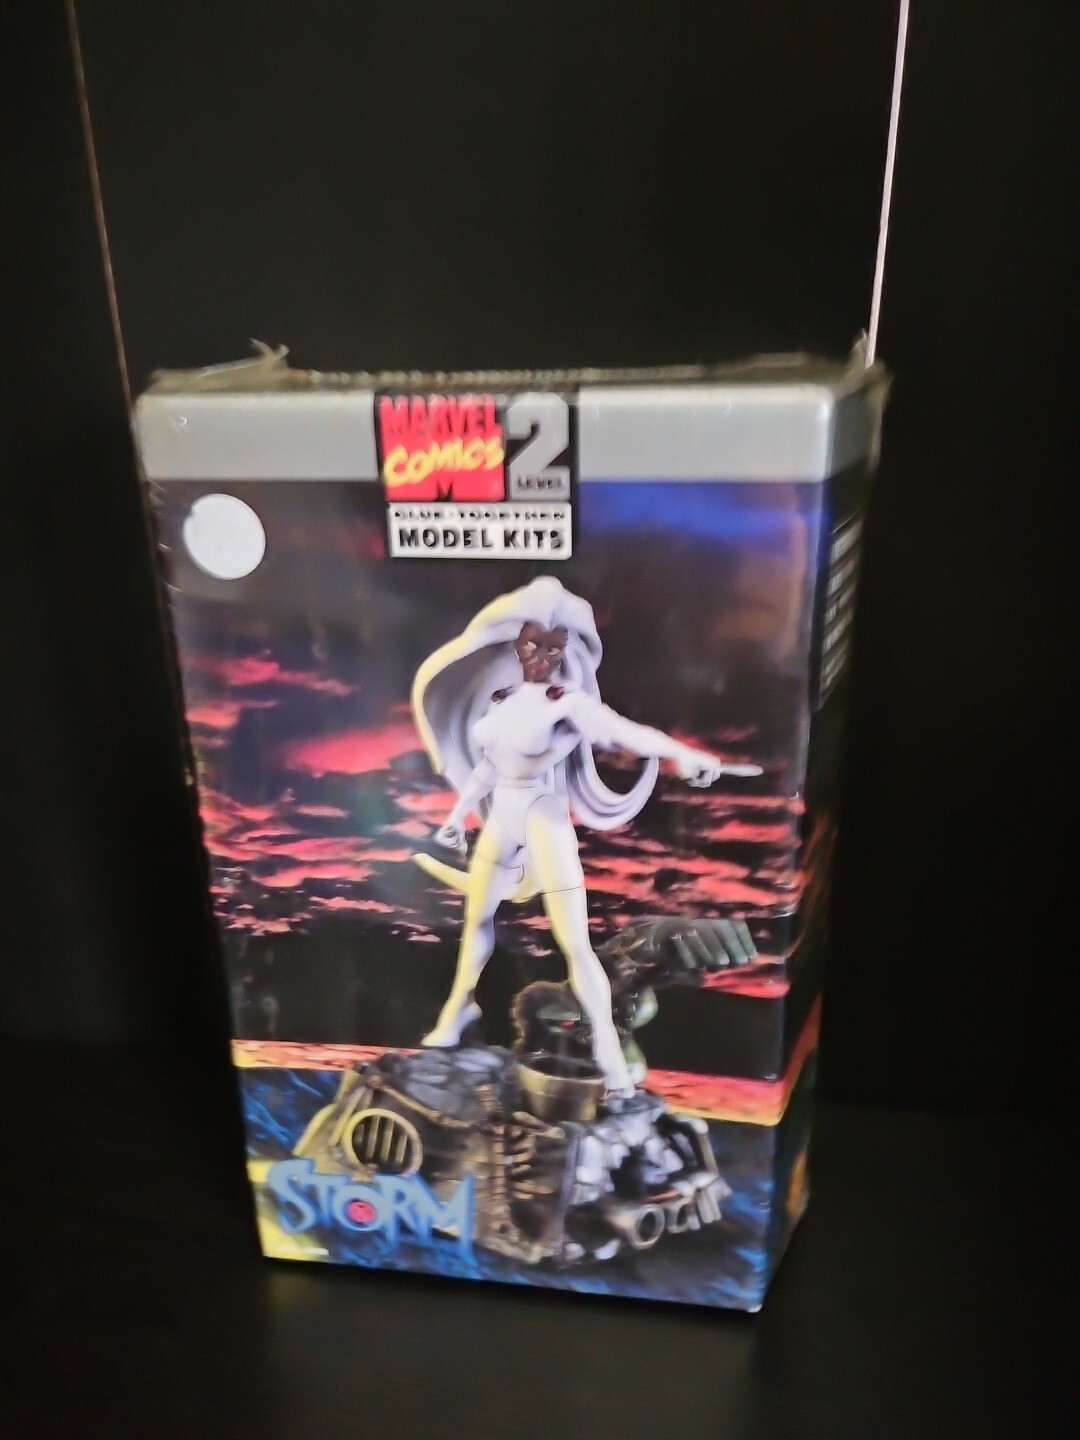 MARVEL
COMICS
2
LEVEL
GLUE-TOGETHER
MODEL KITS
STORM